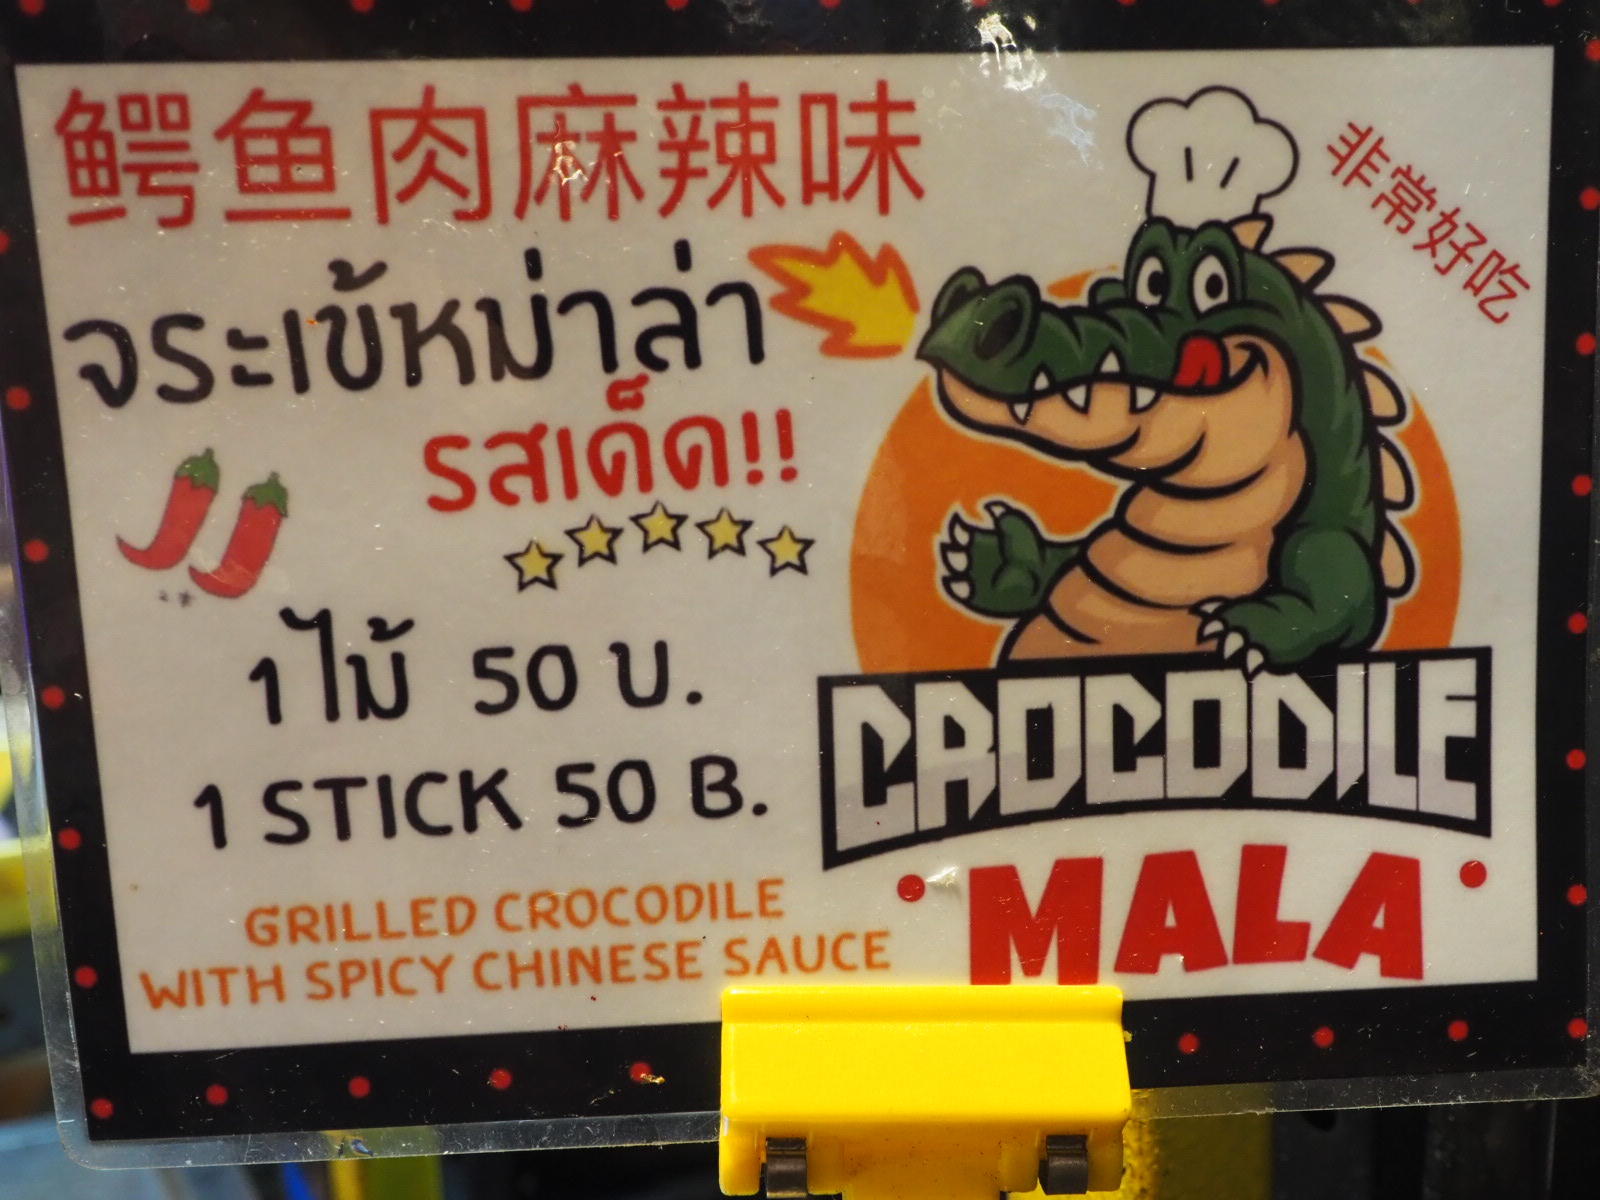 鳄鱼肉麻辣味
非常好吃
จระเข้หม่าล่า
รสเด็ด!!
1 ไม้ 50 บ.
1 STICK 50 B.
GRILLED CROCODILE
WITH SPICY CHINESE SAUCE
CROCODILE
MALA